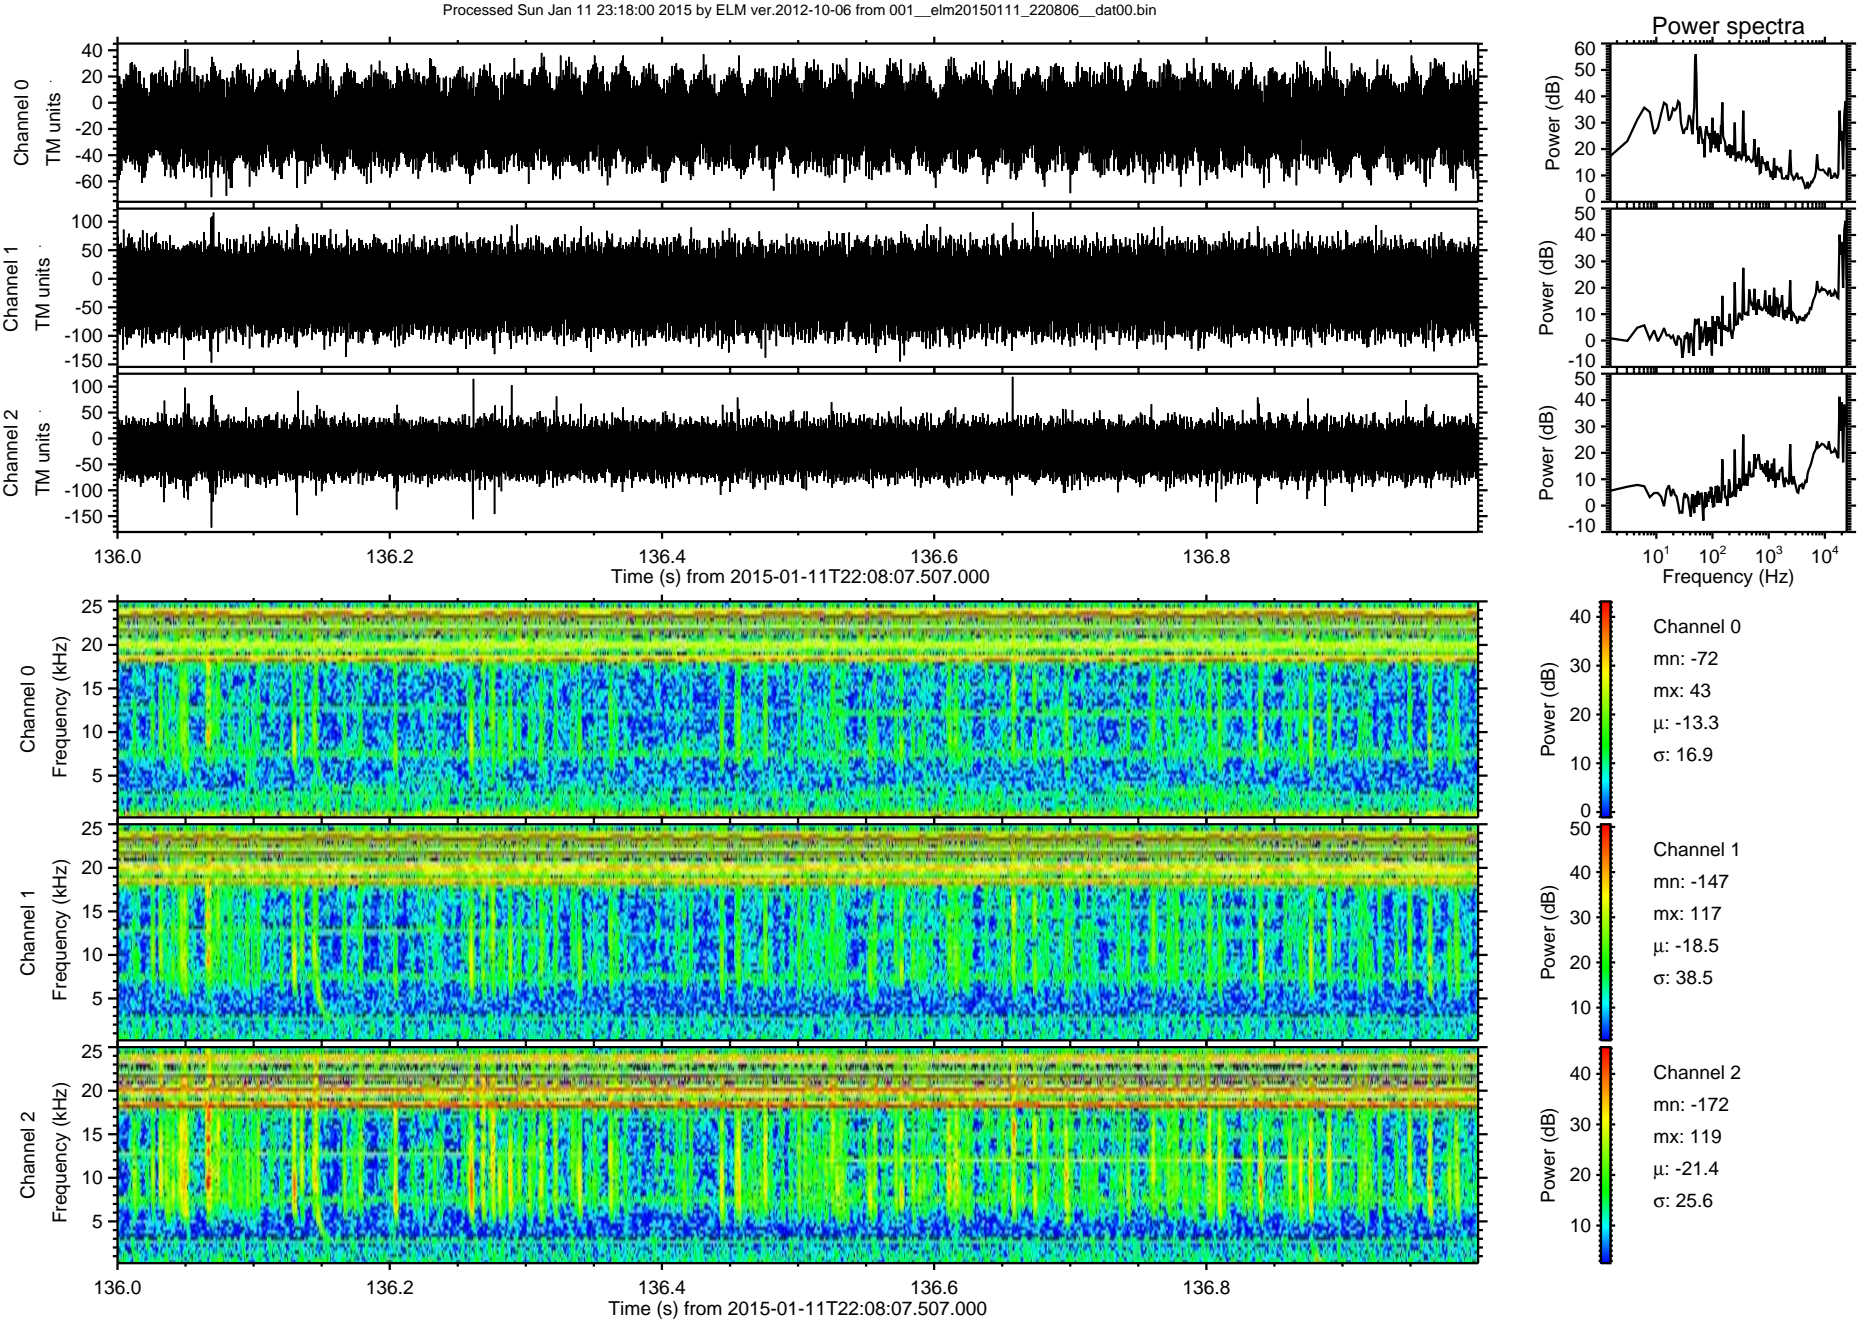 Processed Sun Jan 11 23:18:00 2015 by ELM ver.2012-10-06 from 001__elm20150111_220806__dat00.bin
Power spectra
Channel 0
TM units
40
20
0
-20
-40
-60
Power (dB)
60
50
40
30
20
10
0
Channel 1
TM units
100
50
0
-50
-100
-150
Power (dB)
50
40
30
20
10
0
-10
Channel 2
TM units
100
50
0
-50
-100
-150
Power (dB)
50
40
30
20
10
0
-10
136.0 136.2 136.4 136.6 136.8
Time (s) from 2015-01-11T22:08:07.507.000
10¹ 10² 10³ 10⁴
Frequency (Hz)
Channel 0
Frequency (kHz)
25
20
15
10
5
Power (dB)
40
30
20
10
0
Channel 0
mn: -72
mx: 43
μ: -13.3
σ: 16.9
Channel 1
Frequency (kHz)
25
20
15
10
5
Power (dB)
50
40
30
20
10
Channel 1
mn: -147
mx: 117
μ: -18.5
σ: 38.5
Channel 2
Frequency (kHz)
25
20
15
10
5
Power (dB)
40
30
20
10
Channel 2
mn: -172
mx: 119
μ: -21.4
σ: 25.6
136.0 136.2 136.4 136.6 136.8
Time (s) from 2015-01-11T22:08:07.507.000